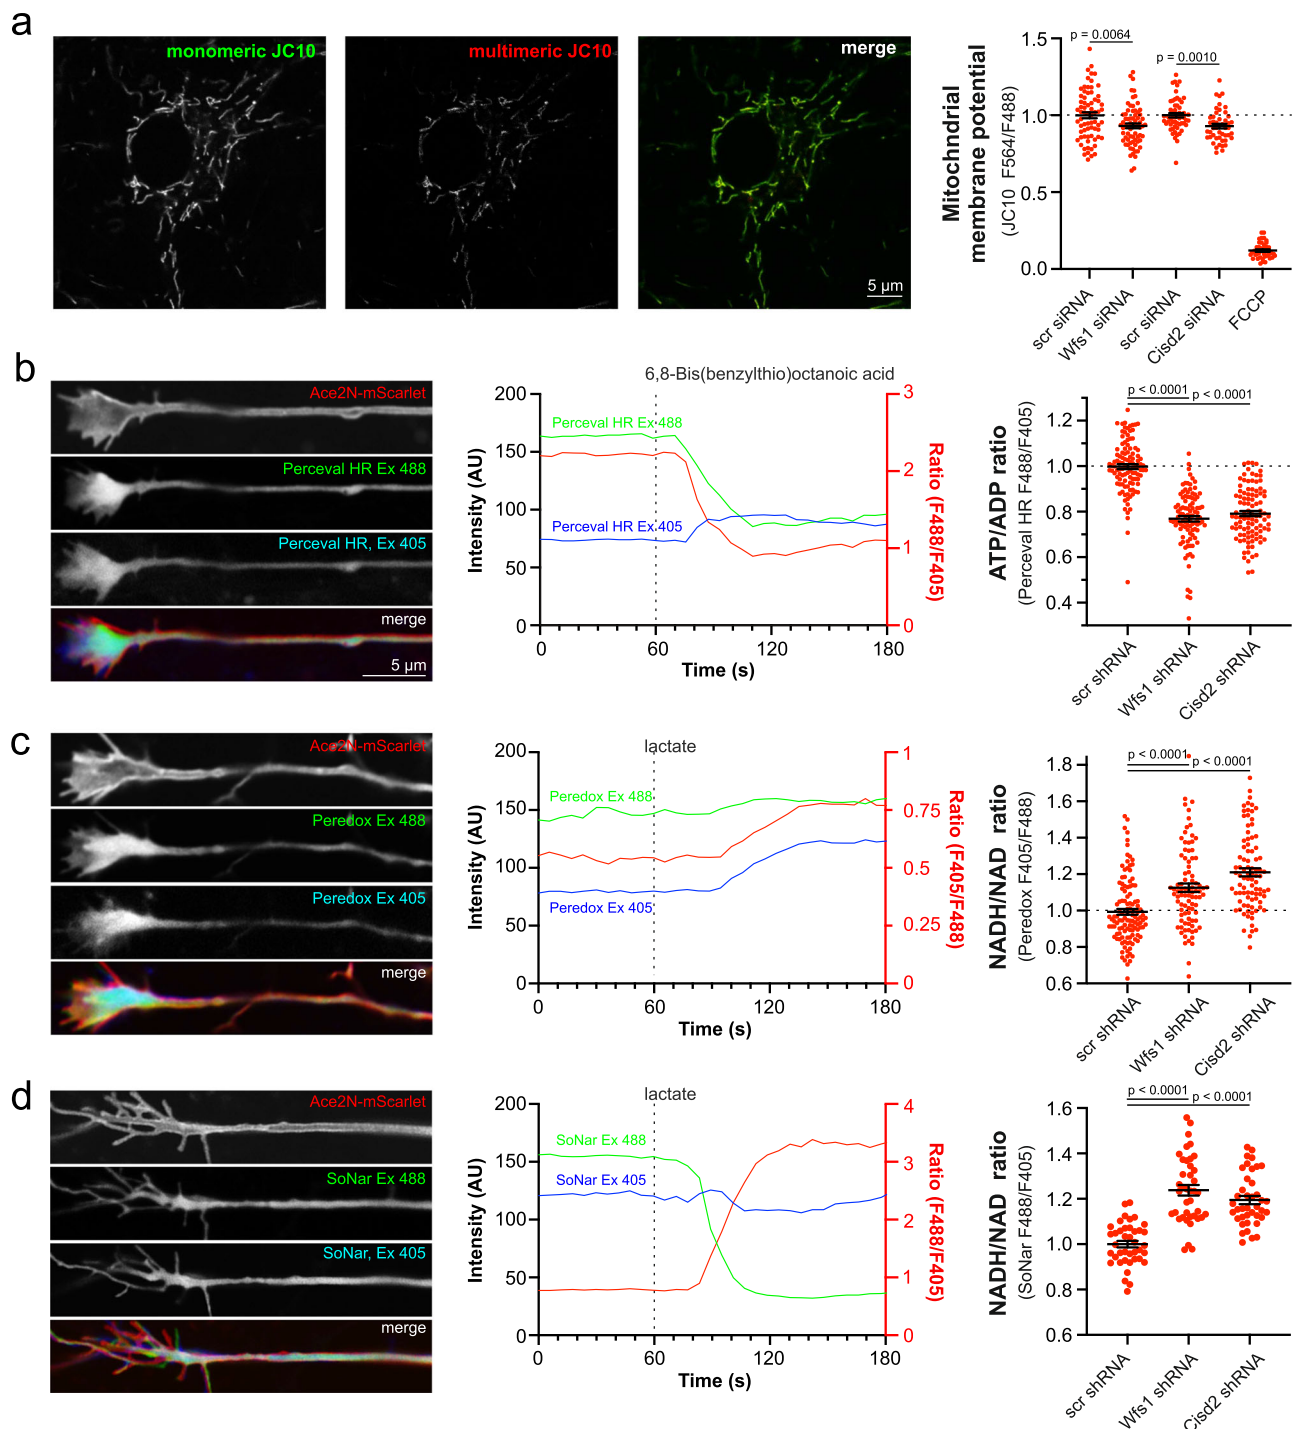 a
monomeric JC10
multimeric JC10
merge
5 µm
Mitochndrial
membrane potential
(JC10 F564/F488)
1.5
1.0
0.5
0.0
p = 0.0064
p = 0.0010
scr siRNA
Wfs1 siRNA
scr siRNA
Cisd2 siRNA
FCCP
b
Ace2N-mScarlet
Perceval HR Ex 488
Perceval HR, Ex 405
merge
5 µm
6,8-Bis(benzylthio)octanoic acid
Intensity (AU)
200
150
100
50
0
Perceval HR Ex 488
Perceval HR Ex 405
3
2
1
0
Ratio (F488/F405)
0
60
120
180
Time (s)
ATP/ADP ratio
(Perceval HR F488/F405)
1.2
1.0
0.8
0.6
0.4
p < 0.0001
p < 0.0001
scr shRNA
Wfs1 shRNA
Cisd2 shRNA
c
Ace2N-mScarlet
Peredox Ex 488
Peredox Ex 405
merge
lactate
Intensity (AU)
200
150
100
50
0
Peredox Ex 488
Peredox Ex 405
1
0.75
0.5
0.25
0
Ratio (F405/F488)
0
60
120
180
Time (s)
NADH/NAD ratio
(Peredox F405/F488)
1.8
1.6
1.4
1.2
1.0
0.8
0.6
p < 0.0001
p < 0.0001
scr shRNA
Wfs1 shRNA
Cisd2 shRNA
d
Ace2N-mScarlet
SoNar Ex 488
SoNar, Ex 405
merge
lactate
Intensity (AU)
200
150
100
50
0
SoNar Ex 488
SoNar Ex 405
4
3
2
1
0
Ratio (F488/F405)
0
60
120
180
Time (s)
NADH/NAD ratio
(SoNar F488/F405)
1.6
1.4
1.2
1.0
0.8
0.6
p < 0.0001
p < 0.0001
scr shRNA
Wfs1 shRNA
Cisd2 shRNA